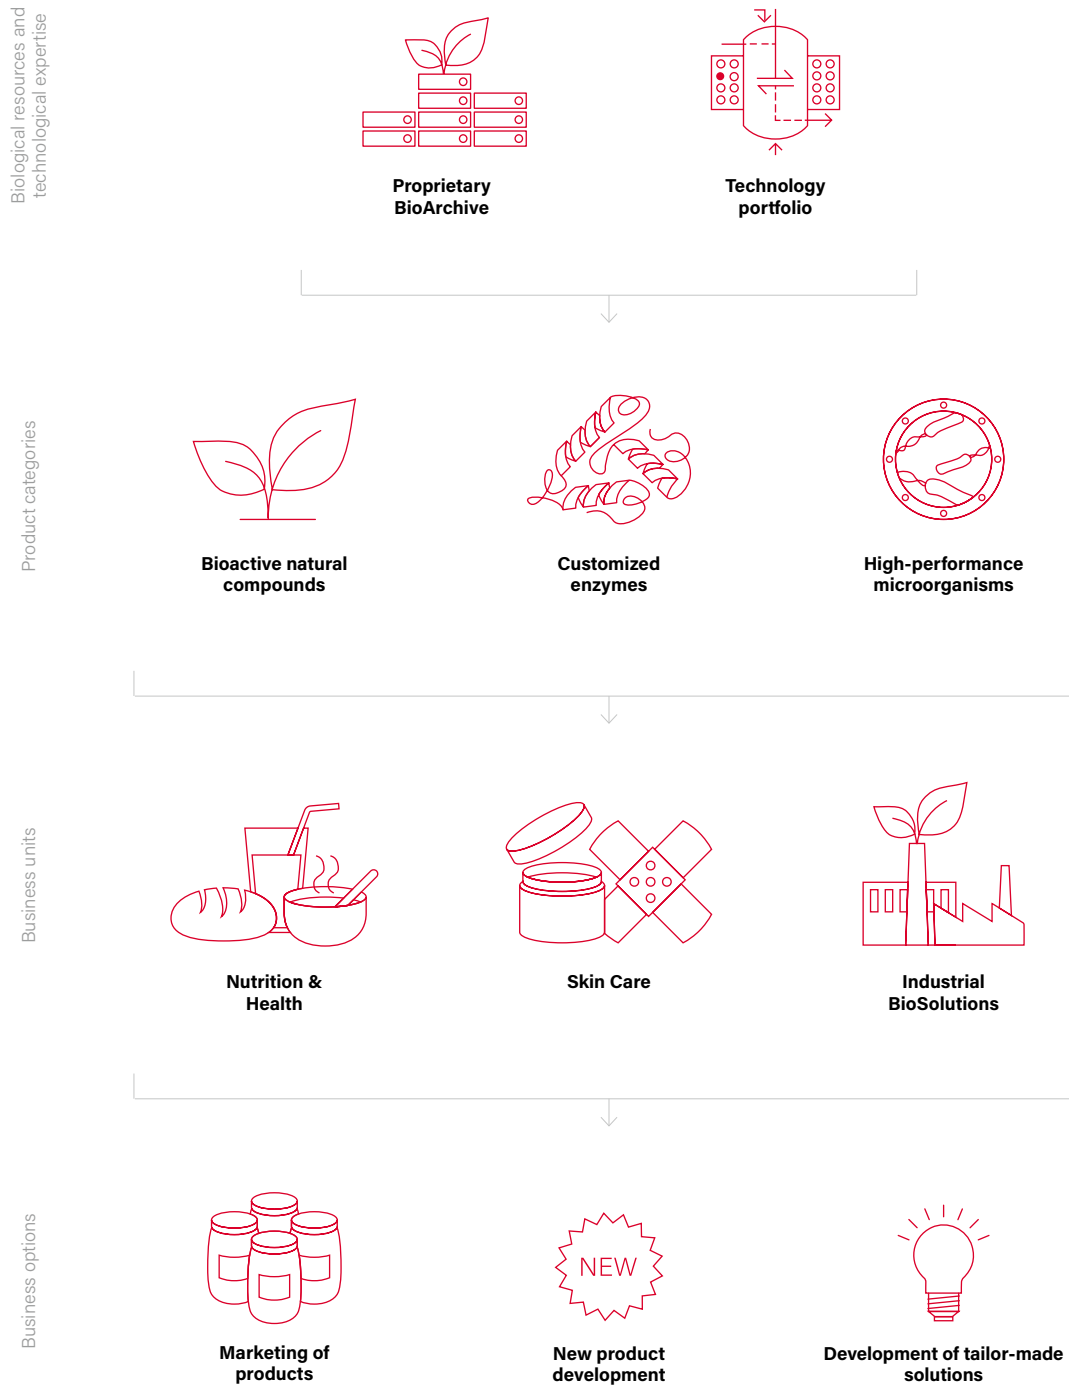 Biological resources and
technological expertise
Proprietary
BioArchive
Technology
portfolio
Product categories
Bioactive natural
compounds
Customized
enzymes
High-performance
microorganisms
Business units
Nutrition &
Health
Skin Care
Industrial
BioSolutions
Business options
NEW
Marketing of
products
New product
development
Development of tailor-made
solutions